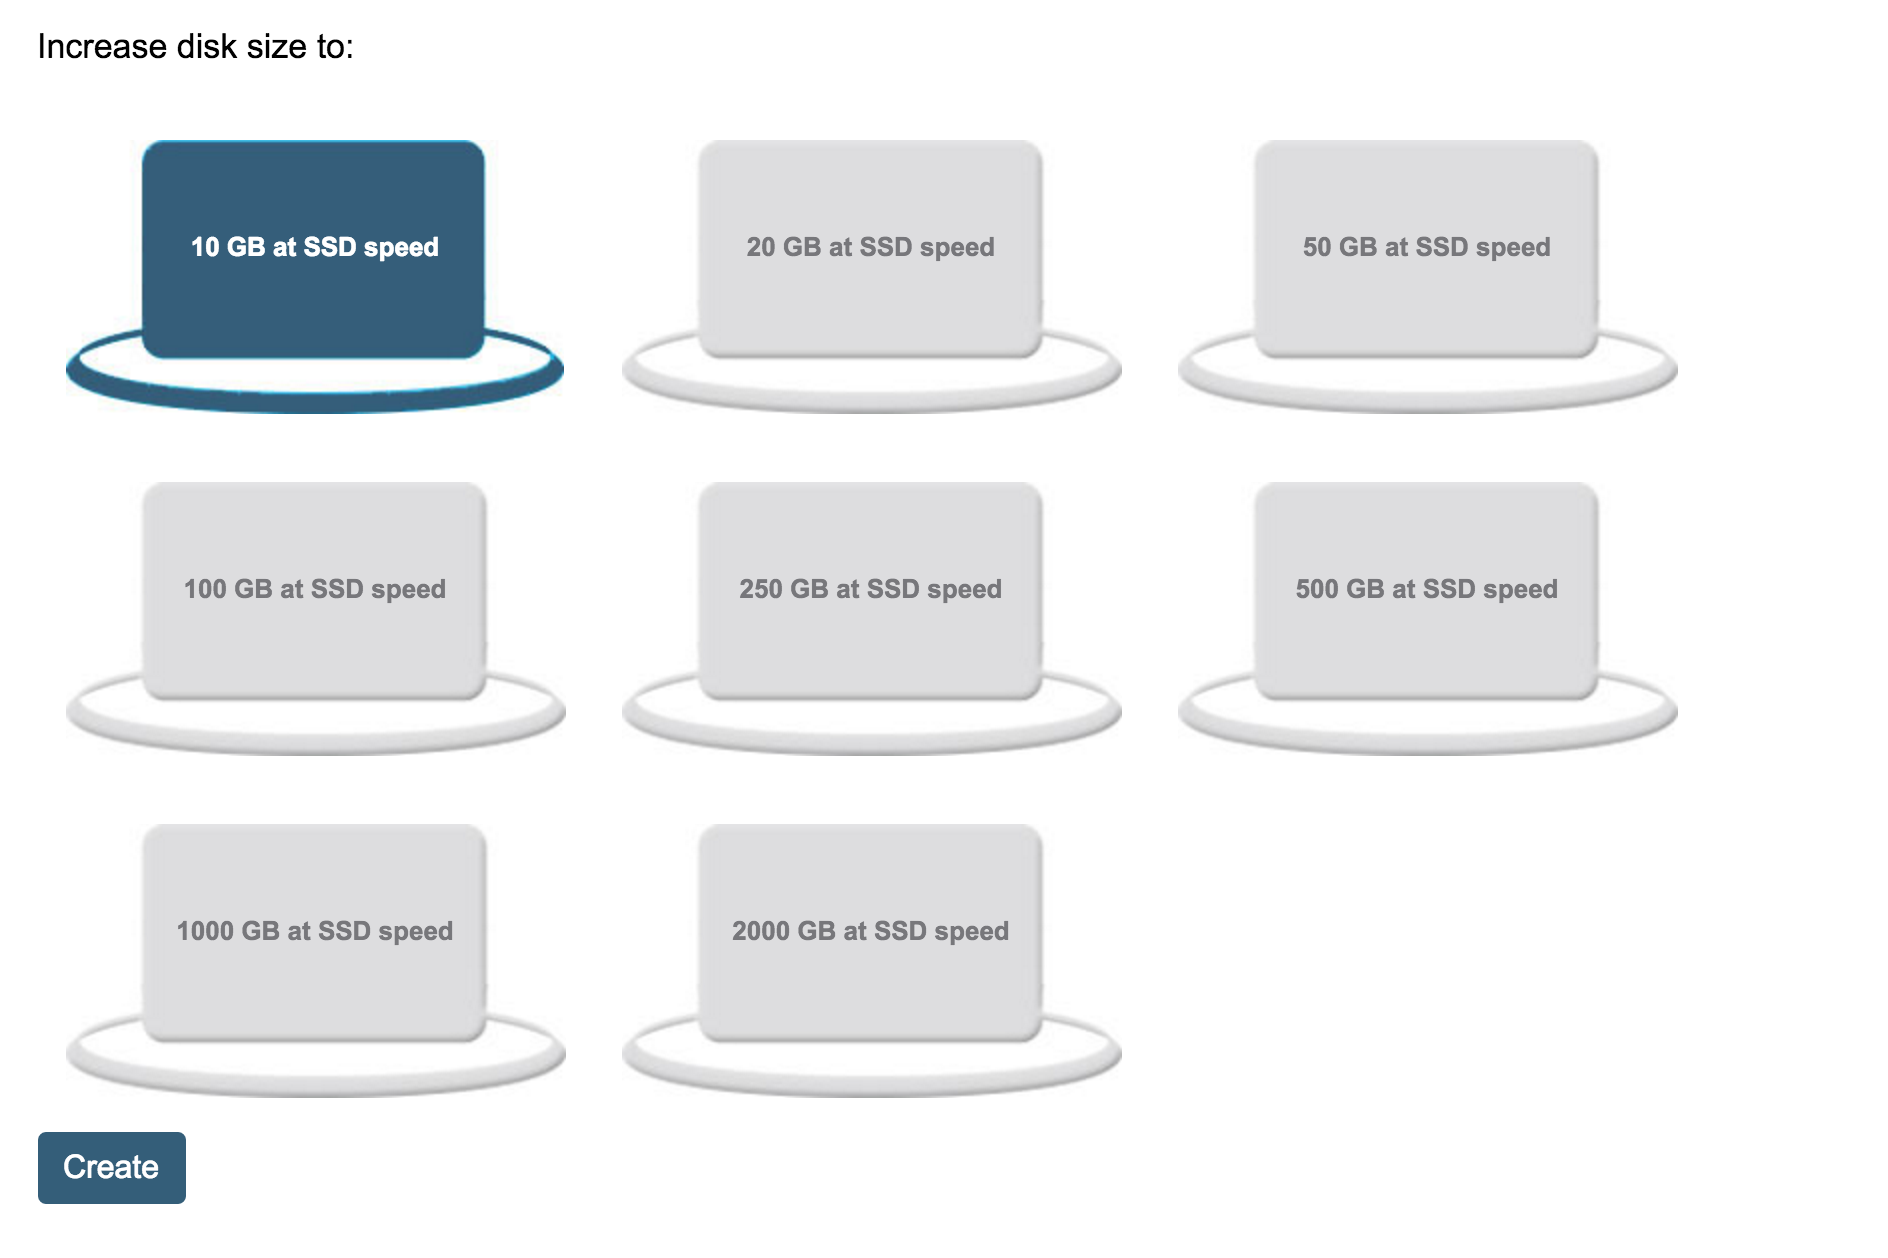 Increase disk size to:
10 GB at SSD speed
20 GB at SSD speed
50 GB at SSD speed
100 GB at SSD speed
250 GB at SSD speed
500 GB at SSD speed
1000 GB at SSD speed
2000 GB at SSD speed
Create